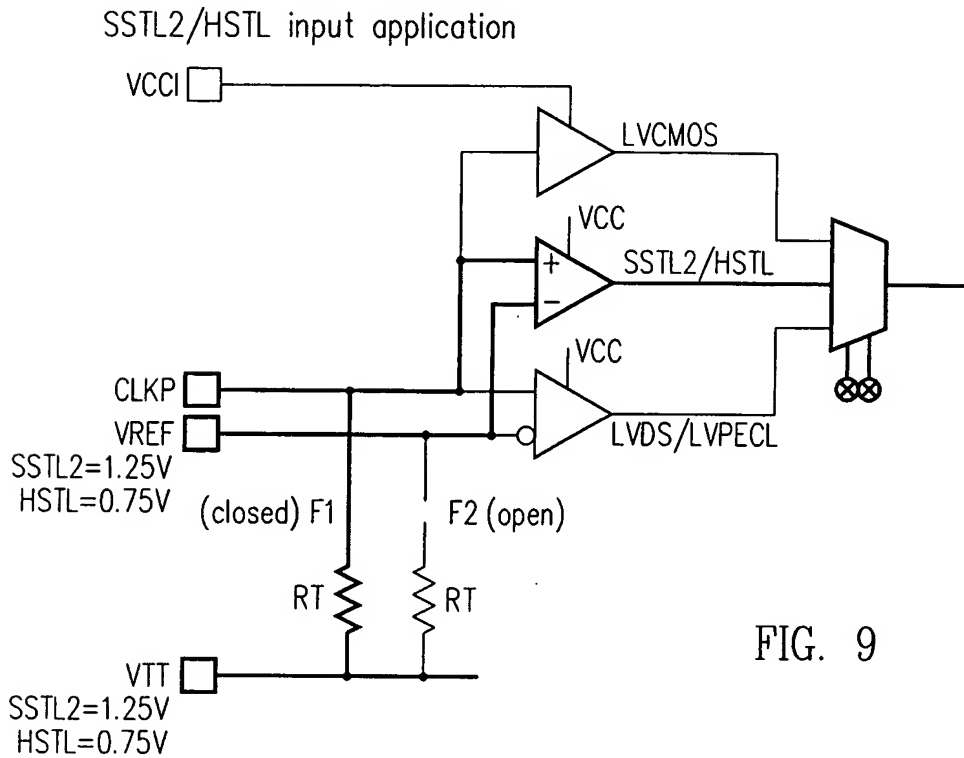 SSTL2/HSTL input application
VCCI
LVCMOS
VCC
+
SSTL2/HSTL
−
VCC
CLKP
VREF
LVDS/LVPECL
SSTL2=1.25V
HSTL=0.75V
(closed) F1
F2 (open)
RT
RT
FIG. 9
VTT
SSTL2=1.25V
HSTL=0.75V